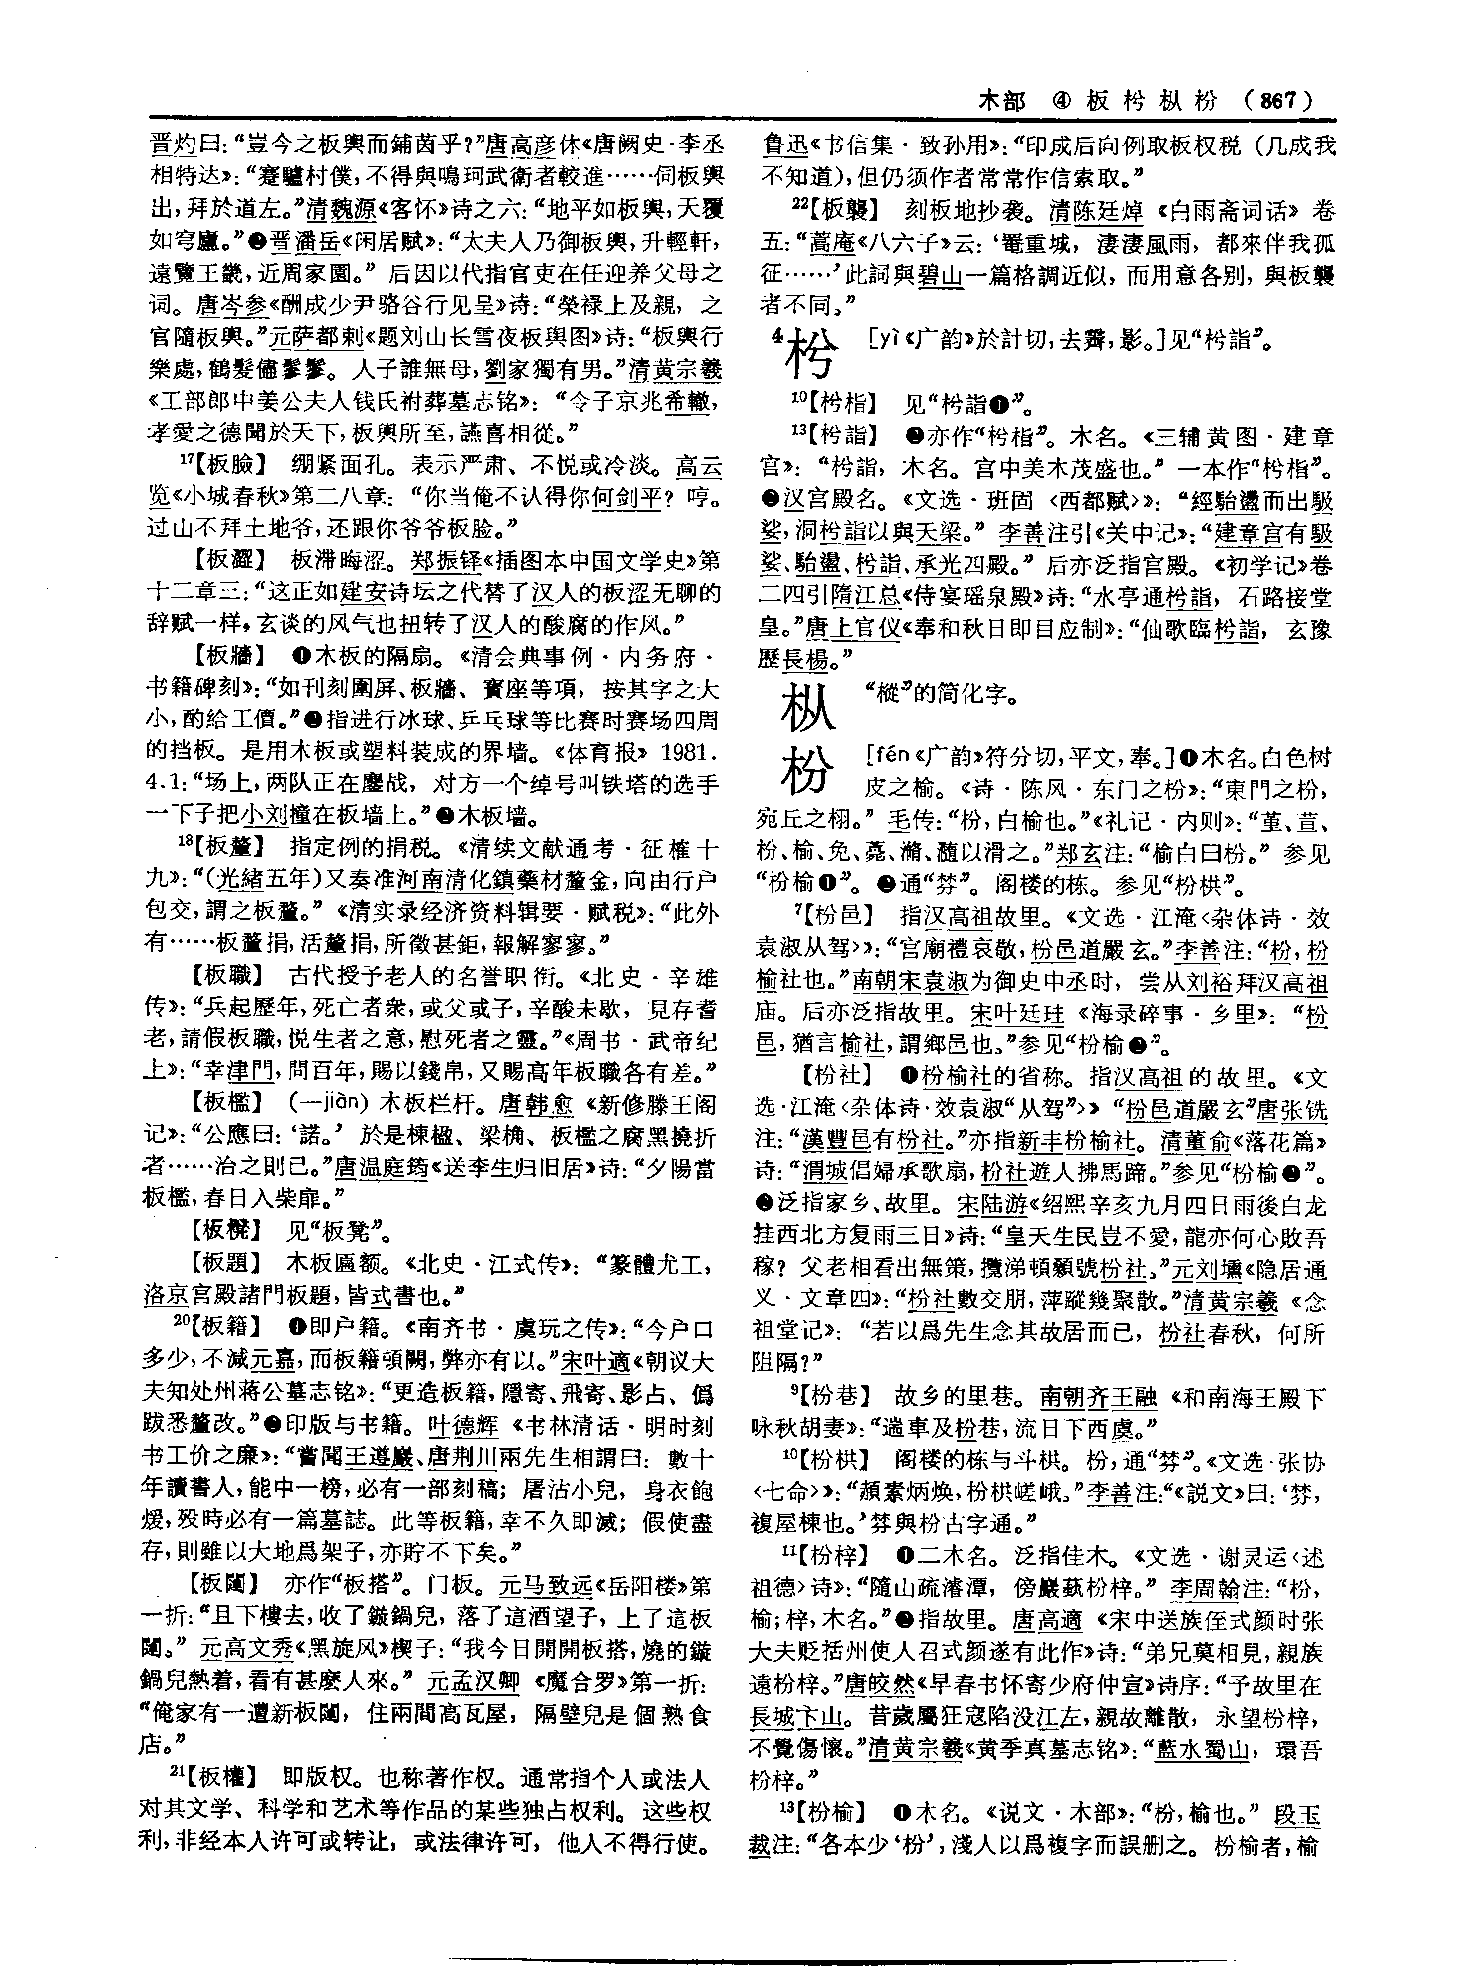 木部 ④ 板枍枞枌 (867)
晋灼曰：“豈今之板輿而鋪茵乎？”唐高彦休《唐阙史·李丞
相特达》：“蹇驢村僕，不得與鳴珂武衛者較進……伺板輿
出，拜於道左。”清魏源《客怀》诗之六：“地平如板輿，天覆
如穹廬。”❷晋潘岳《闲居赋》：“太夫人乃御板輿，升輕軒，
遠覽王畿，近周家園。” 后因以代指官吏在任迎养父母之
词。唐岑参《酬成少尹骆谷行见呈》诗：“榮禄上及親，之
官隨板輿。”元萨都剌《题刘山长雪夜板舆图》诗：“板輿行
樂處，鶴髮儘鬖鬖。人子誰無母，劉家獨有男。”清黄宗羲
《工部郎中姜公夫人钱氏祔葬墓志铭》：“令子京兆希轍，
孝愛之德聞於天下，板輿所至，讌喜相從。”
17【板臉】 绷紧面孔。表示严肃、不悦或冷淡。高云
览《小城春秋》第二八章：“你当俺不认得你何剑平？哼。
过山不拜土地爷，还跟你爷爷板脸。”
【板澀】 板滞晦涩。郑振铎《插图本中国文学史》第
十二章三：“这正如建安诗坛之代替了汉人的板涩无聊的
辞赋一样，玄谈的风气也扭转了汉人的酸腐的作风。”
【板牆】 ❶木板的隔扇。《清会典事例·内务府·
书籍碑刻》：“如刊刻圍屏、板牆、寳座等項，按其字之大
小，酌给工價。”❷指进行冰球、乒乓球等比赛时赛场四周
的挡板。是用木板或塑料装成的界墙。《体育报》1981.
4.1：“场上，两队正在鏖战，对方一个绰号叫铁塔的选手
一下子把小刘撞在板墙上。”❸木板墙。
18【板釐】 指定例的捐税。《清续文献通考·征榷十
九》：“（光緒五年）又奏准河南清化鎮藥材釐金，向由行户
包交，謂之板釐。”《清实录经济资料辑要·赋税》：“此外
有……板釐捐，活釐捐，所徵甚鉅，報解寥寥。”
【板職】 古代授予老人的名誉职衔。《北史·辛雄
传》：“兵起歷年，死亡者衆，或父或子，辛酸未歇，見存耆
老，請假板職，悦生者之意，慰死者之靈。”《周书·武帝纪
上》：“幸津門，問百年，賜以錢帛，又賜高年板職各有差。”
【板檻】 （—jiàn）木板栏杆。唐韩愈《新修滕王阁
记》：“公應曰：‘諾。’於是棟楹、梁桷、板檻之腐黑撓折
者……治之則已。”唐温庭筠《送李生归旧居》诗：“夕陽當
板檻，春日入柴扉。”
【板櫈】 见“板凳”。
【板題】 木板匾额。《北史·江式传》：“篆體尤工，
洛京宫殿諸門板題，皆式書也。”
20【板籍】 ❶即户籍。《南齐书·虞玩之传》：“今户口
多少，不減元嘉，而板籍頓闕，弊亦有以。”宋叶適《朝议大
夫知处州蒋公墓志铭》：“更造板籍，隱寄、飛寄、影占、僞
跋悉釐改。”❷印版与书籍。叶德辉《书林清话·明时刻
书工价之廉》：“嘗聞王遵巖、唐荆川兩先生相謂曰：數十
年讀書人，能中一榜，必有一部刻稿；屠沽小兒，身衣飽
煖，殁時必有一篇墓誌。此等板籍，幸不久即滅；假使盡
存，則雖以大地爲架子，亦貯不下矣。”
【板闥】 亦作“板搭”。门板。元马致远《岳阳楼》第
一折：“且下樓去，收了鏇鍋兒，落了這酒望子，上了這板
闥。”元高文秀《黑旋风》楔子：“我今日開開板搭，燒的鏇
鍋兒熱着，看有甚麽人來。”元孟汉卿《魔合罗》第一折：
“俺家有一遭新板闥，住兩間高瓦屋，隔壁兒是個熟食
店。”
21【板權】 即版权。也称著作权。通常指个人或法人
对其文学、科学和艺术等作品的某些独占权利。这些权
利，非经本人许可或转让，或法律许可，他人不得行使。
鲁迅《书信集·致孙用》：“印成后向例取板权税（几成我
不知道），但仍须作者常常作信索取。”
22【板襲】 刻板地抄袭。清陈廷焯《白雨斋词话》卷
五：“蒿庵《八六子》云：‘罨重城，淒淒風雨，都來伴我孤
征……’此詞與碧山一篇格調近似，而用意各别，與板襲
者不同。”
4枍 [yì《广韵》於計切，去霽，影。]见“枍詣”。
10【枍栺】 见“枍詣❶”。
13【枍詣】 ❶亦作“枍栺”。木名。《三辅黄图·建章
宫》：“枍詣，木名。宫中美木茂盛也。”一本作“枍栺”。
❷汉宫殿名。《文选·班固〈西都赋〉》：“經駘盪而出馺
娑，洞枍詣以與天梁。”李善注引《关中记》：“建章宫有馺
娑、駘盪、枍詣、承光四殿。”后亦泛指宫殿。《初学记》卷
二四引隋江总《侍宴瑶泉殿》诗：“水亭通枍詣，石路接堂
皇。”唐上官仪《奉和秋日即目应制》：“仙歌臨枍詣，玄豫
歷長楊。”
枞 “樅”的简化字。
枌 [fén《广韵》符分切，平文，奉。]❶木名。白色树
皮之榆。《诗·陈风·东门之枌》：“東門之枌，
宛丘之栩。”毛传：“枌，白榆也。”《礼记·内则》：“堇、荁、
枌、榆、免、薧、滫、瀡以滑之。”郑玄注：“榆白曰枌。”参见
“枌榆❶”。❷通“棼”。阁楼的栋。参见“枌栱”。
7【枌邑】 指汉高祖故里。《文选·江淹〈杂体诗·效
袁淑从驾〉》：“宫廟禮哀敬，枌邑道嚴玄。”李善注：“枌，枌
榆社也。”南朝宋袁淑为御史中丞时，尝从刘裕拜汉高祖
庙。后亦泛指故里。宋叶廷珪《海录碎事·乡里》：“枌
邑，猶言榆社，謂鄉邑也。”参见“枌榆❷”。
【枌社】 ❶枌榆社的省称。指汉高祖的故里。《文
选·江淹〈杂体诗·效袁淑“从驾”〉》“枌邑道嚴玄”唐张铣
注：“漢豐邑有枌社。”亦指新丰枌榆社。清董俞《落花篇》
诗：“渭城倡婦承歌扇，枌社遊人拂馬蹄。”参见“枌榆❷”。
❷泛指家乡、故里。宋陆游《绍熙辛亥九月四日雨後白龙
挂西北方复雨三日》诗：“皇天生民豈不愛，龍亦何心敗吾
稼？父老相看出無策，攬涕頓顙號枌社。”元刘壎《隐居通
义·文章四》：“枌社數交朋，萍蹤幾聚散。”清黄宗羲《念
祖堂记》：“若以爲先生念其故居而已，枌社春秋，何所
阻隔？”
9【枌巷】 故乡的里巷。南朝齐王融《和南海王殿下
咏秋胡妻》：“遄車及枌巷，流日下西虞。”
10【枌栱】 阁楼的栋与斗栱。枌，通“棼”。《文选·张协
〈七命〉》：“頳素炳焕，枌栱嵯峨。”李善注：“《説文》曰：‘棼，
複屋棟也。’棼與枌古字通。”
11【枌梓】 ❶二木名。泛指佳木。《文选·谢灵运〈述
祖德〉诗》：“隨山疏濬潭，傍巖蓺枌梓。”李周翰注：“枌，
榆；梓，木名。”❷指故里。唐高適《宋中送族侄式颜时张
大夫贬括州使人召式颜遂有此作》诗：“弟兄莫相見，親族
遠枌梓。”唐皎然《早春书怀寄少府仲宣》诗序：“予故里在
長城卞山。昔歲屬狂寇陷没江左，親故離散，永望枌梓，
不覺傷懷。”清黄宗羲《黄季真墓志铭》：“藍水蜀山，環吾
枌梓。”
13【枌榆】 ❶木名。《说文·木部》：“枌，榆也。”段玉
裁注：“各本少‘枌’，淺人以爲複字而誤删之。枌榆者，榆